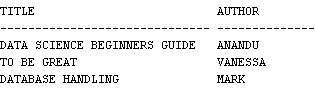 TITLE AUTHOR
------------------------------ ---------------
DATA SCIENCE BEGINNERS GUIDE ANANDU
TO BE GREAT VANESSA
DATABASE HANDLING MARK